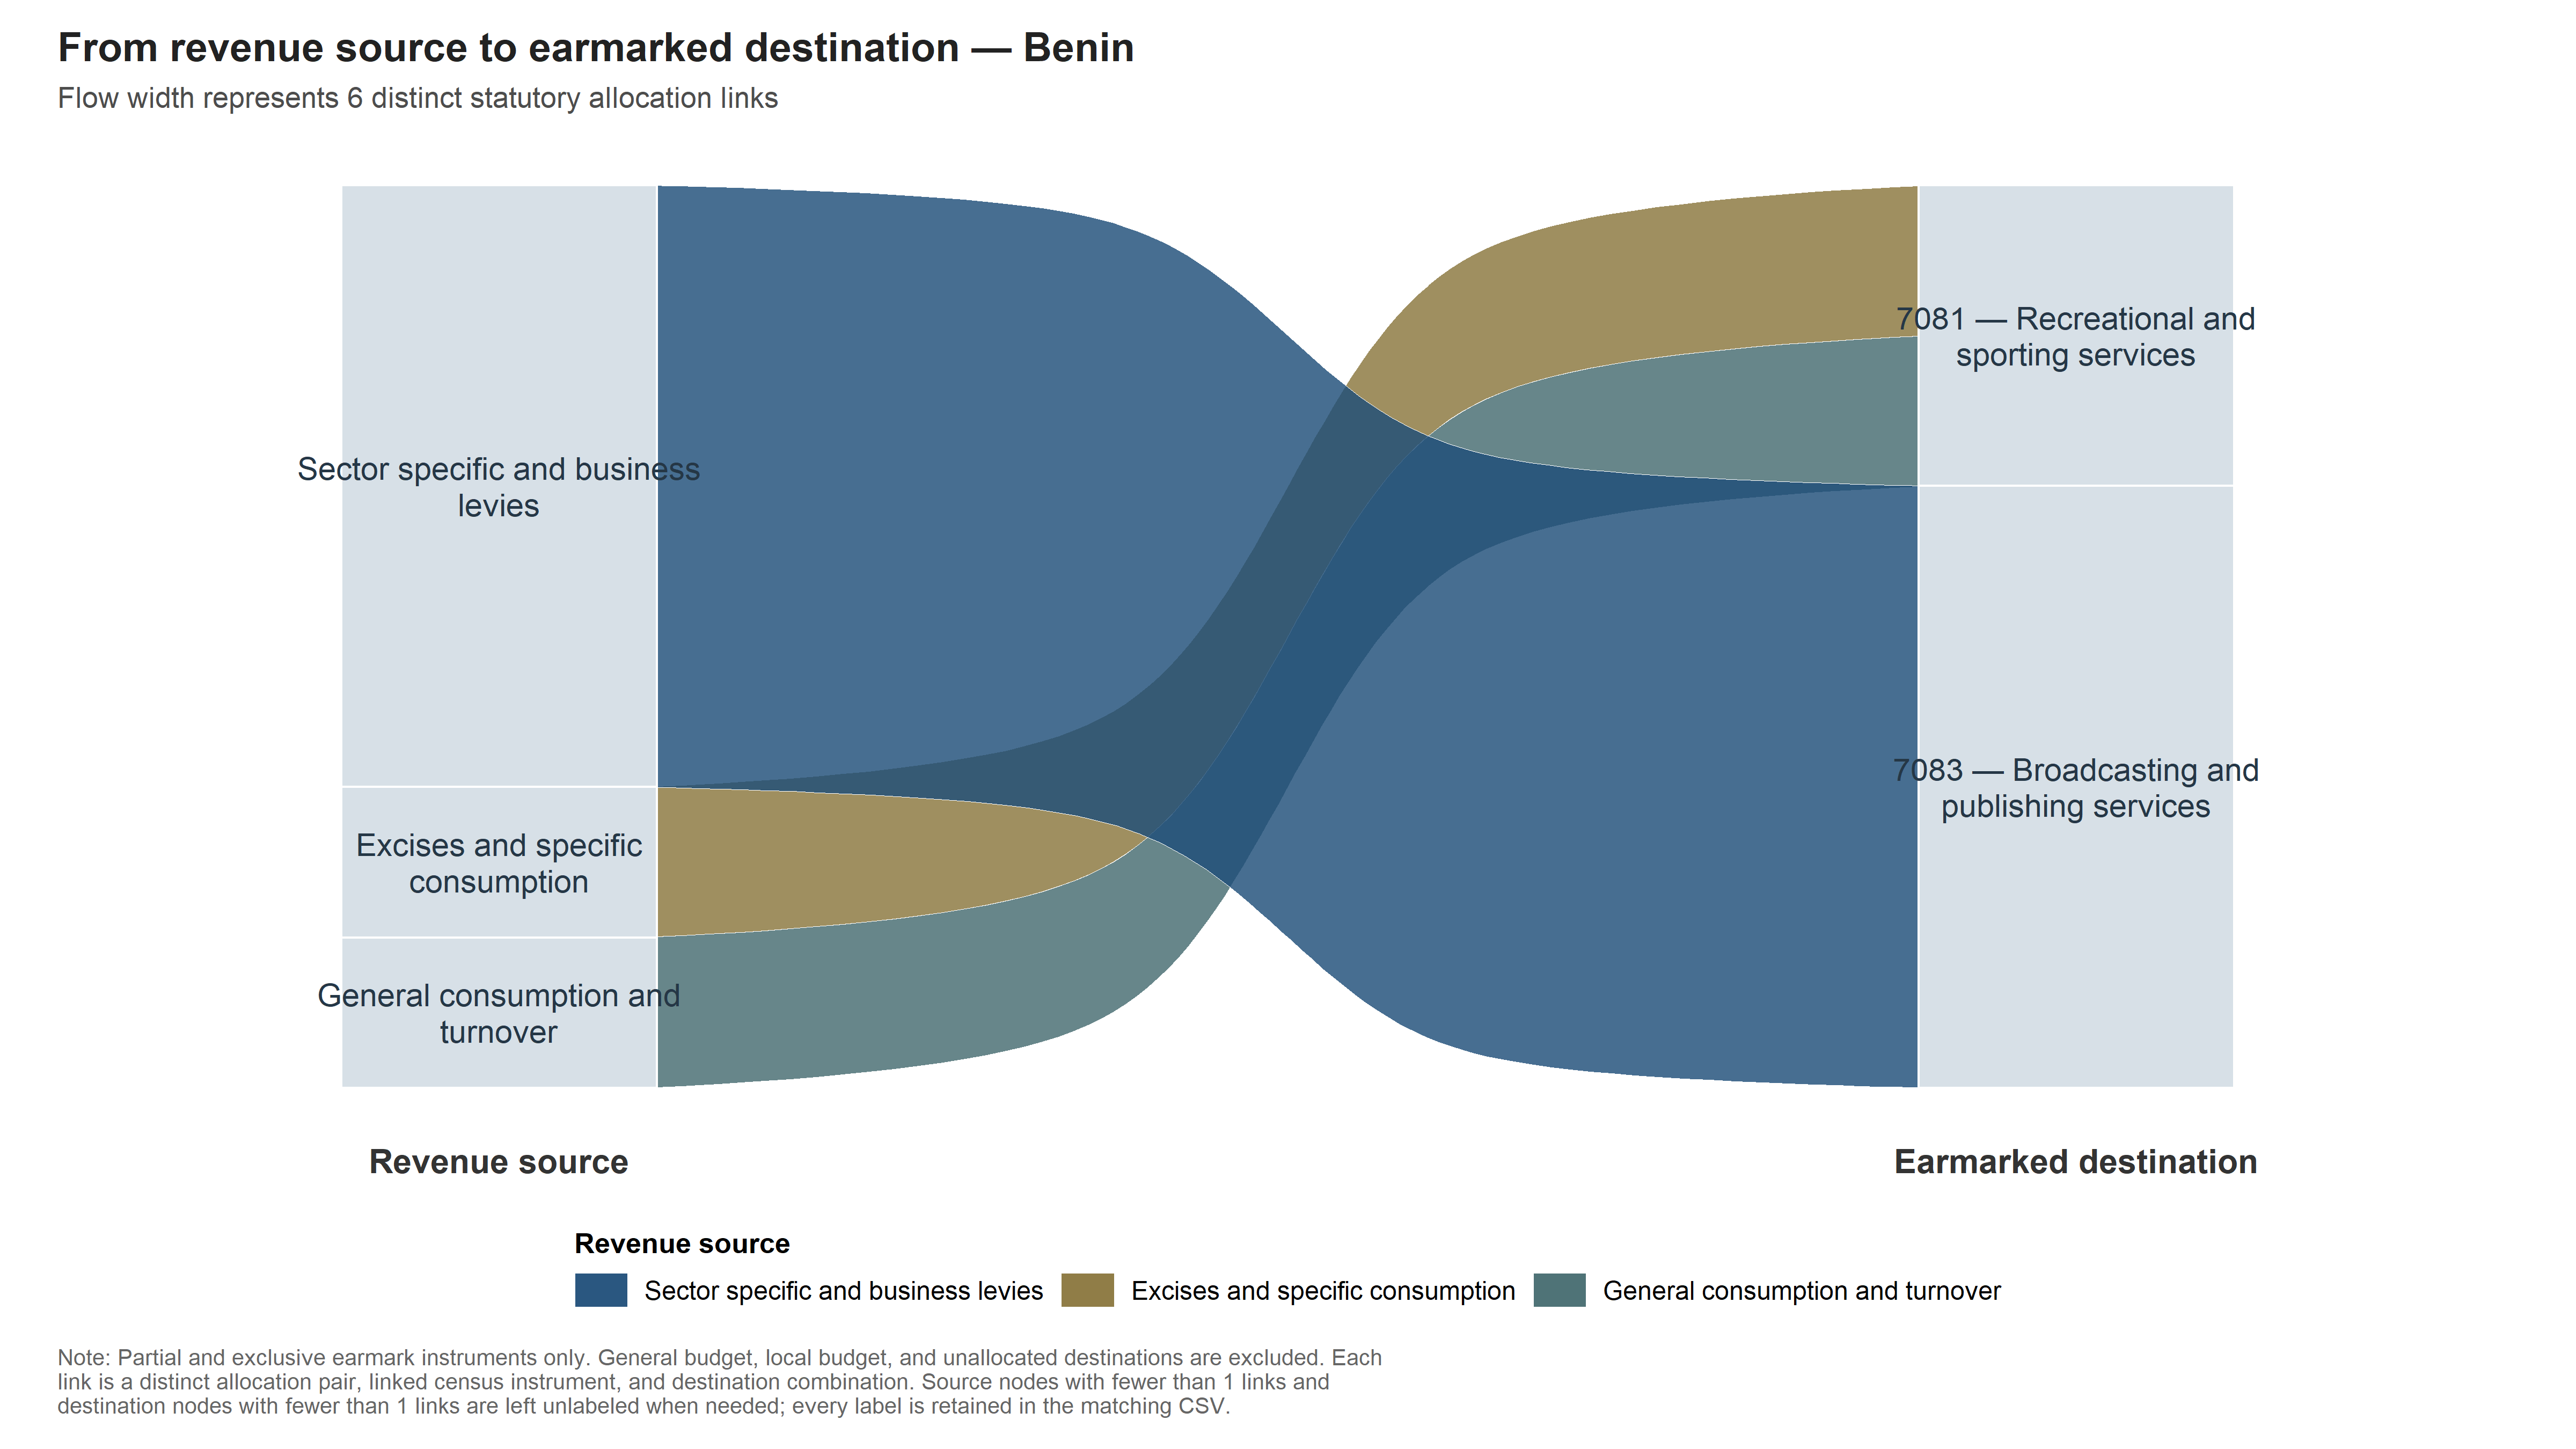 From revenue source to earmarked destination — Benin
Flow width represents 6 distinct statutory allocation links
Sector specific and business
levies
Excises and specific
consumption
General consumption and
turnover
7081 — Recreational and
sporting services
7083 — Broadcasting and
publishing services
Revenue source
Earmarked destination
Revenue source
Sector specific and business levies
Excises and specific consumption
General consumption and turnover
Note: Partial and exclusive earmark instruments only. General budget, local budget, and unallocated destinations are excluded. Each
link is a distinct allocation pair, linked census instrument, and destination combination. Source nodes with fewer than 1 links and
destination nodes with fewer than 1 links are left unlabeled when needed; every label is retained in the matching CSV.